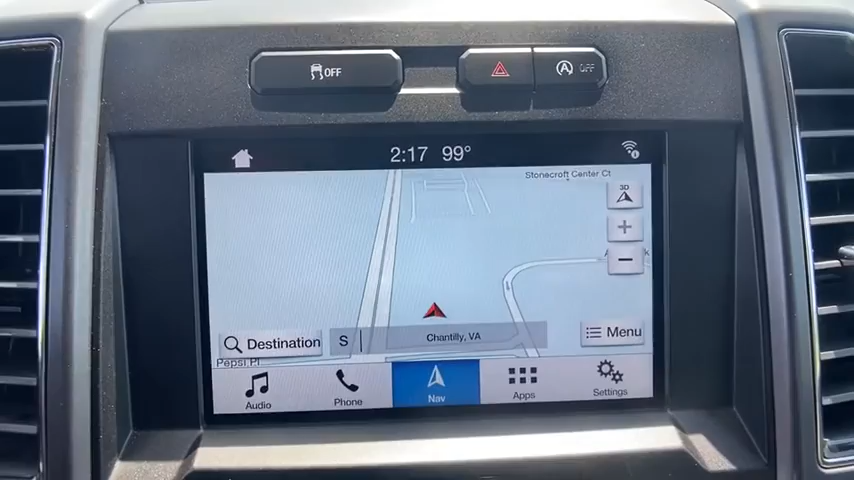 OFF
OFF
2:17 99°
Stonecroft Center Ct
3D
Destination
S
Chantilly, VA
Menu
Pepsi Pl
Audio
Phone
Nav
Apps
Settings